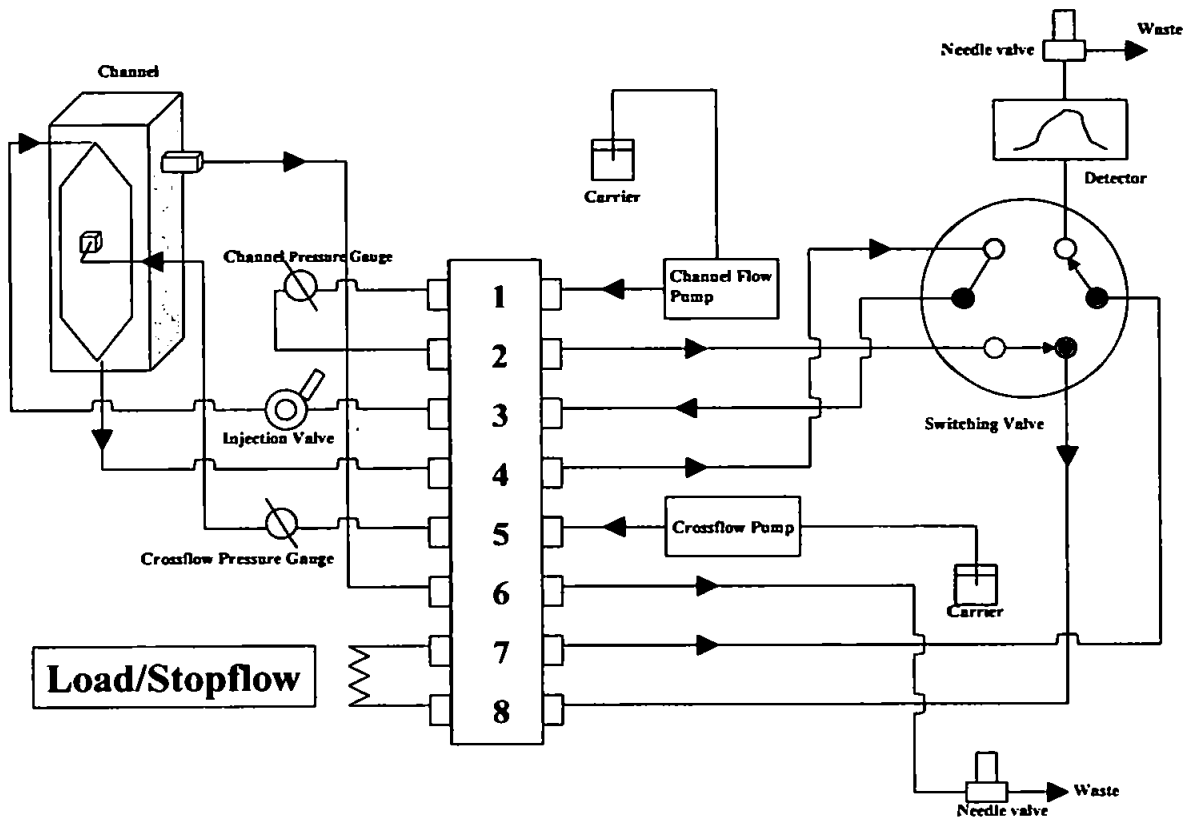 Waste
Needle valve
Channel
Carrier
Detector
Channel Pressure Gauge
Channel Flow
Pump
1
2
3
Injection Valve
Switching Valve
4
5
Crossflow Pump
Crossflow Pressure Gauge
6
Carrier
7
Load/Stopflow
8
Waste
Needle valve